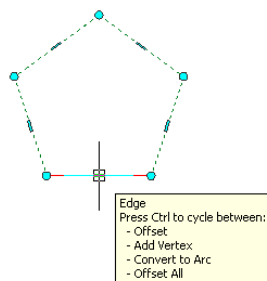 Edge
Press Ctrl to cycle between:
- Offset
- Add Vertex
- Convert to Arc
- Offset All